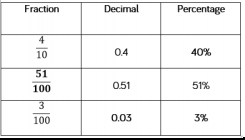 Fraction Decimal Percentage
4/10 0.4 40%
51/100 0.51 51%
3/100 0.03 3%